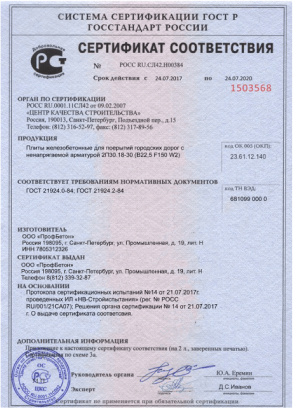 СИСТЕМА СЕРТИФИКАЦИИ ГОСТ Р
ГОССТАНДАРТ РОССИИ
СЕРТИФИКАТ СООТВЕТСТВИЯ
№ РОСС RU.СЛ42.Н00384
Срок действия с 24.07.2017 по 24.07.2020
1503568
ОРГАН ПО СЕРТИФИКАЦИИ
РОСС RU.0001.11СЛ42 от 09.02.2007
«ЦЕНТР КАЧЕСТВА СТРОИТЕЛЬСТВА»
Россия, 190013, Санкт-Петербург, Подъездной пер., д.15
Телефон: (812) 316-52-97, факс: (812) 317-89-56
ПРОДУКЦИЯ
Плиты железобетонные для покрытий городских дорог с
ненапрягаемой арматурой 2П30.18-30 (В22,5 F150 W2)
код ОК 005 (ОКП):
23.61.12.140
СООТВЕТСТВУЕТ ТРЕБОВАНИЯМ НОРМАТИВНЫХ ДОКУМЕНТОВ
ГОСТ 21924.0-84; ГОСТ 21924.2-84
код ТН ВЭД:
681099 000 0
ИЗГОТОВИТЕЛЬ
ООО «ПрофБетон»
Россия 198095, г. Санкт-Петербург ул. Промышленная, д. 19, лит. Н
ИНН 7805312326
СЕРТИФИКАТ ВЫДАН
ООО «ПрофБетон»
Россия 198095, г. Санкт-Петербург ул. Промышленная, д. 19, лит. Н
Телефон 8(812) 339-32-87
НА ОСНОВАНИИ
Протокола сертификационных испытаний №14 от 21.07.2017г.
проведенных ИЛ «НВ-Стройиспытания» (рег. № РОСС
RU/001/21СА07); Решения органа сертификации № 14 от 21.07.2017
г. О выдаче сертификата соответсвия.
ДОПОЛНИТЕЛЬНАЯ ИНФОРМАЦИЯ
Приложение к настоящему сертификату соответствия (на 2 л., заверенных печатью).
по схеме 3а.
Руководитель органа
Ю.А. Еремин
Эксперт
Д.С.Иванов